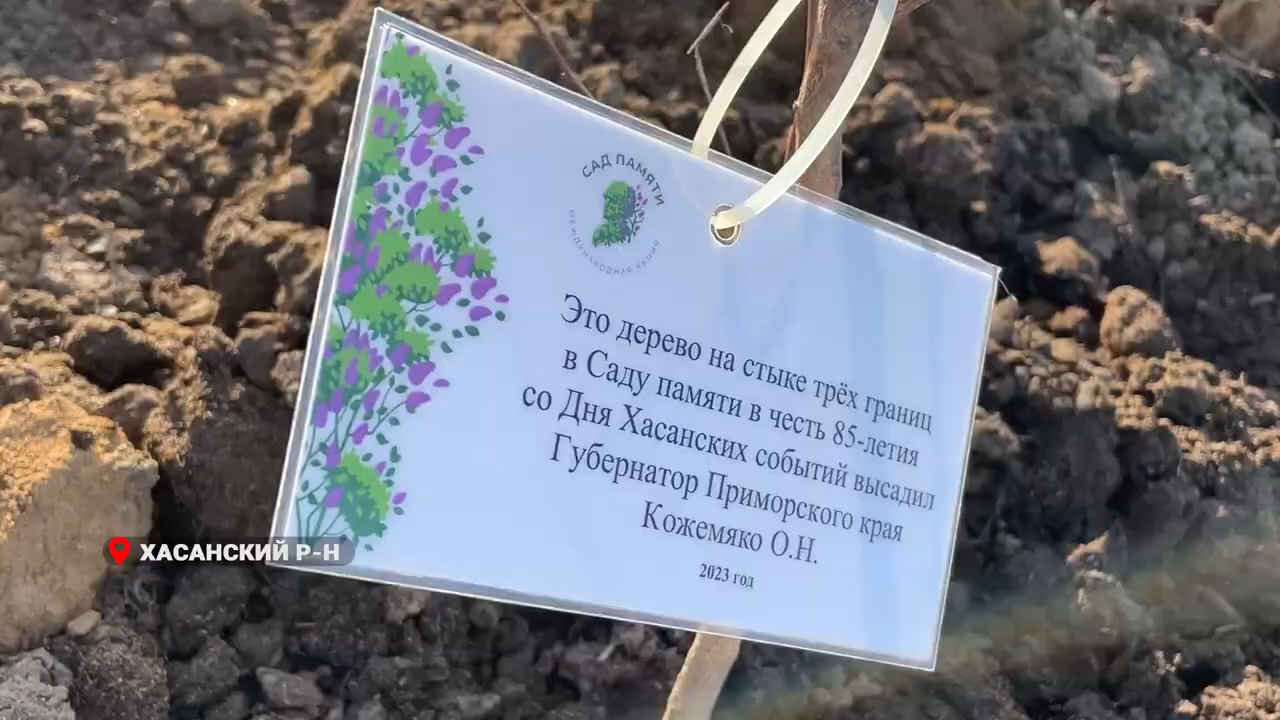 САД ПАМЯТИ
МЕЖДУНАРОДНАЯ АКЦИЯ
Это дерево на стыке трёх границ
в Саду памяти в честь 85-летия
со Дня Хасанских событий высадил
Губернатор Приморского края
Кожемяко О.Н.
2023 год
ХАСАНСКИЙ Р-Н